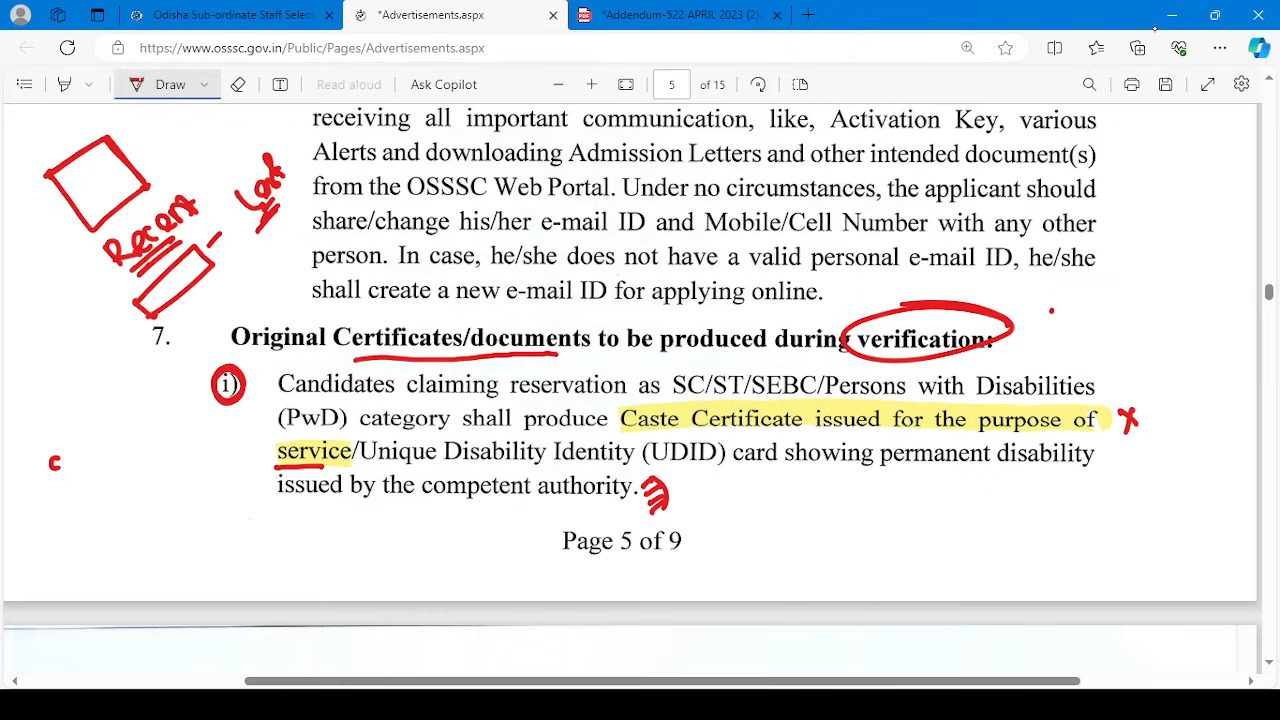 Odisha Sub-ordinate Staff Select
*Advertisements.aspx
*Addendum-522 APRIL 2023 (2)
https://www.osssc.gov.in/Public/Pages/Advertisements.aspx
Draw
Read aloud
Ask Copilot
5 of 15
receiving all important communication, like, Activation Key, various
Alerts and downloading Admission Letters and other intended document(s)
from the OSSSC Web Portal. Under no circumstances, the applicant should
share/change his/her e-mail ID and Mobile/Cell Number with any other
person. In case, he/she does not have a valid personal e-mail ID, he/she
shall create a new e-mail ID for applying online.
Recent
7. Original Certificates/documents to be produced during verification:
i) Candidates claiming reservation as SC/ST/SEBC/Persons with Disabilities
(PwD) category shall produce Caste Certificate issued for the purpose of
service/Unique Disability Identity (UDID) card showing permanent disability
issued by the competent authority.
c
Page 5 of 9